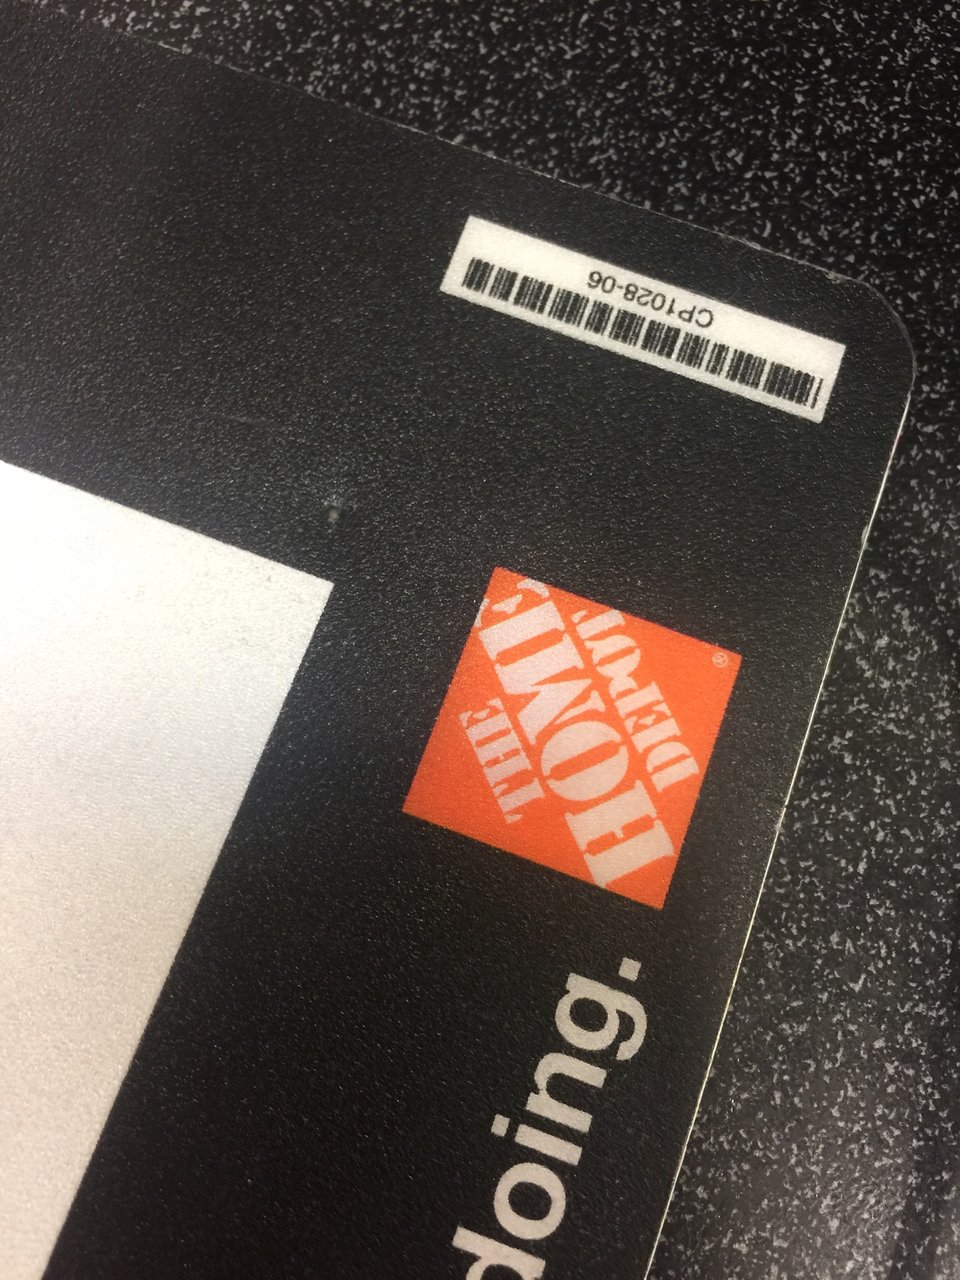 CP1028-06
THE
HOME
DEPOT
®
doing.